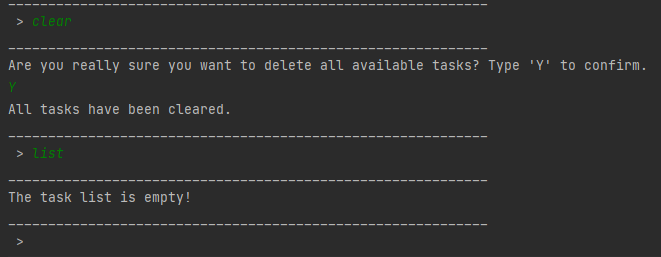 ____________________________________________________________
 > clear
____________________________________________________________
Are you really sure you want to delete all available tasks? Type 'Y' to confirm.
Y
All tasks have been cleared.
____________________________________________________________
 > list
____________________________________________________________
The task list is empty!
____________________________________________________________
 >